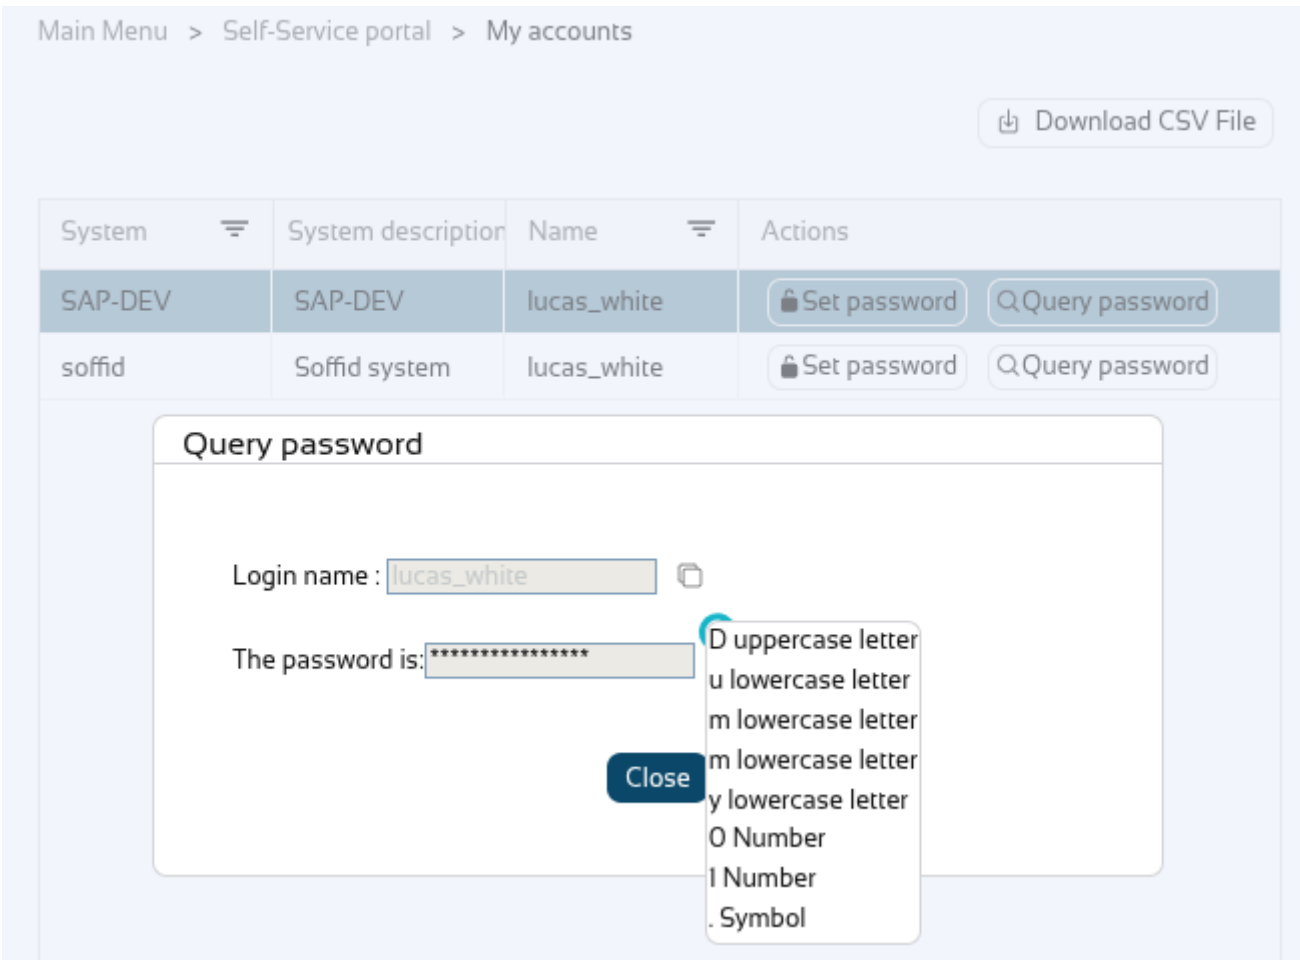 Main Menu > Self-Service portal > My accounts
Download CSV File
System System description Name Actions
SAP-DEV SAP-DEV lucas_white Set password Query password
soffid Soffid system lucas_white Set password Query password
Query password
Login name : lucas_white
The password is: ****************
D uppercase letter
u lowercase letter
m lowercase letter
m lowercase letter
Close
y lowercase letter
0 Number
1 Number
. Symbol